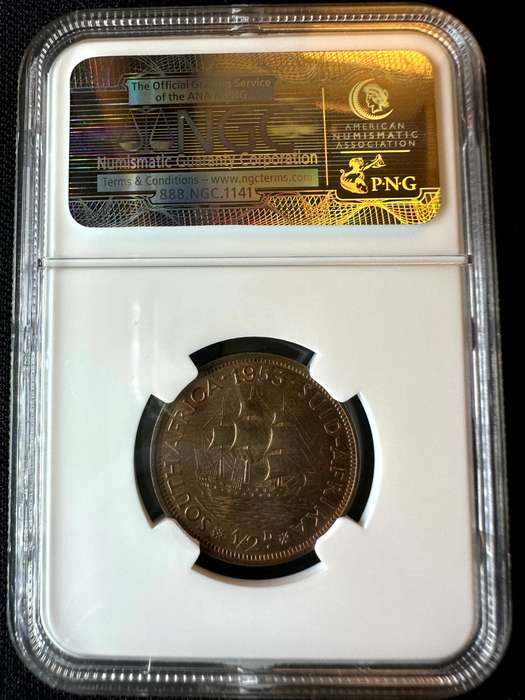 The Official Grading Service
of the ANA & PNG
NGC
Numismatic Guaranty Corporation
Terms & Conditions – www.ngcterms.com
888.NGC.1141
AMERICAN
NUMISMATIC
ASSOCIATION
P·N·G
SOUTH AFRICA · 1953 · SUID-AFRIKA
1/2 D